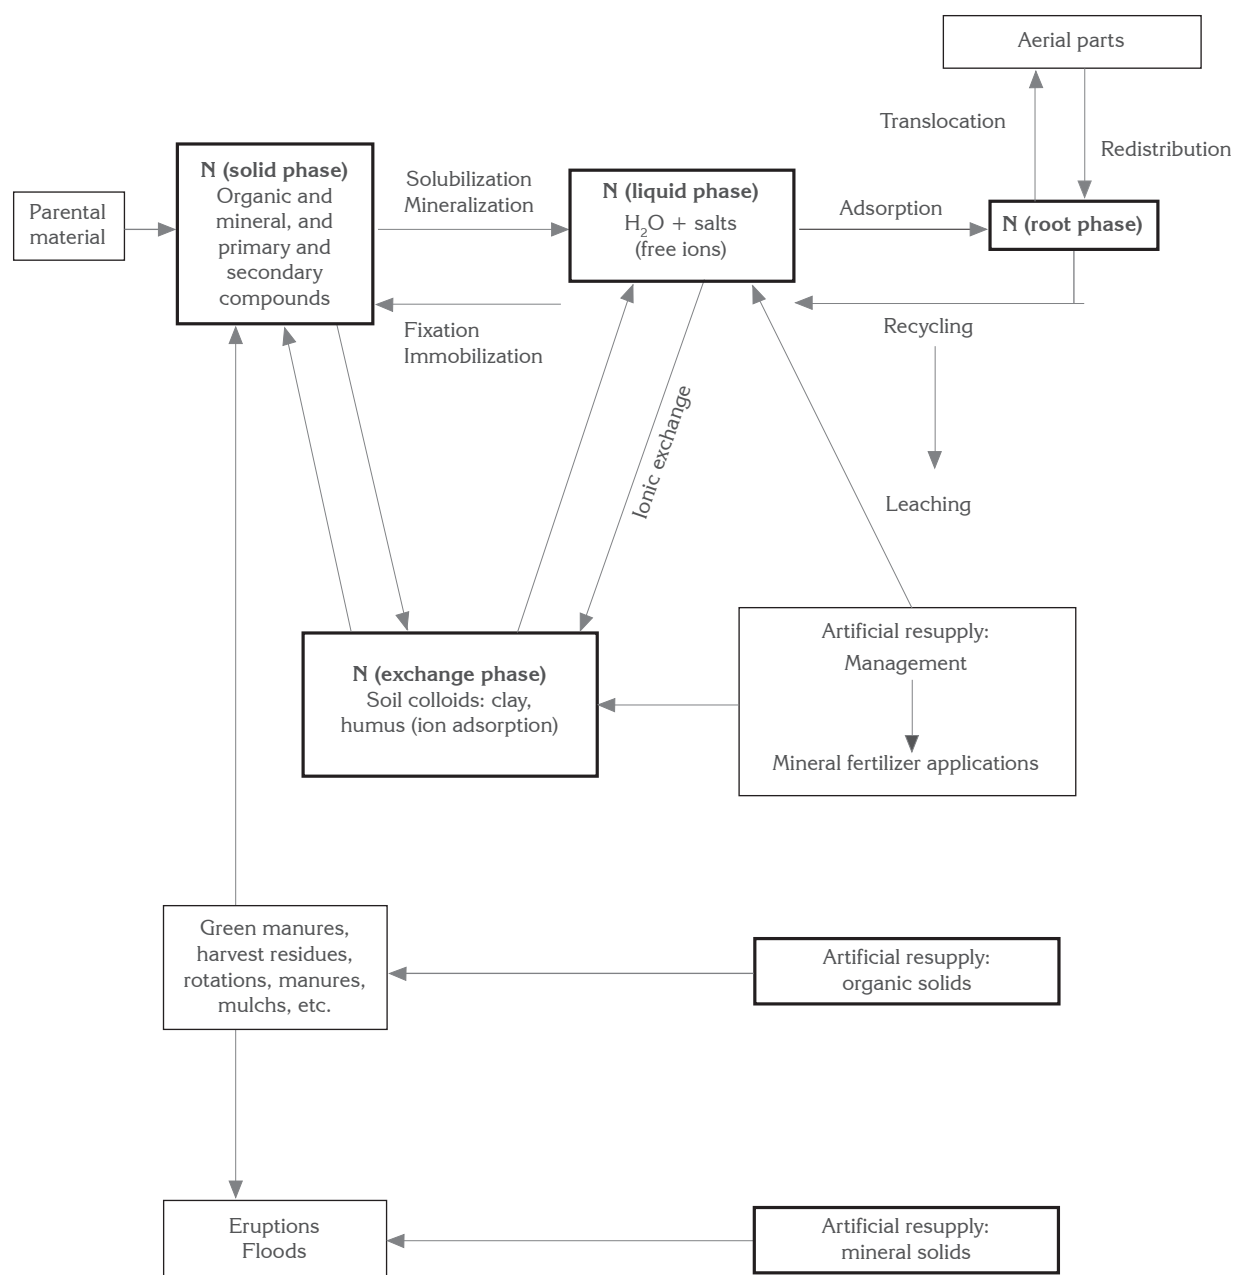 Aerial parts
Translocation
Redistribution
N (solid phase)
Organic and
mineral, and
primary and
secondary
compounds
Parental
material
Solubilization
Mineralization
N (liquid phase)
H₂O + salts
(free ions)
Adsorption
N (root phase)
Fixation
Immobilization
Recycling
Ionic exchange
Leaching
N (exchange phase)
Soil colloids: clay,
humus (ion adsorption)
Artificial resupply:
Management
Mineral fertilizer applications
Green manures,
harvest residues,
rotations, manures,
mulchs, etc.
Artificial resupply:
organic solids
Eruptions
Floods
Artificial resupply:
mineral solids